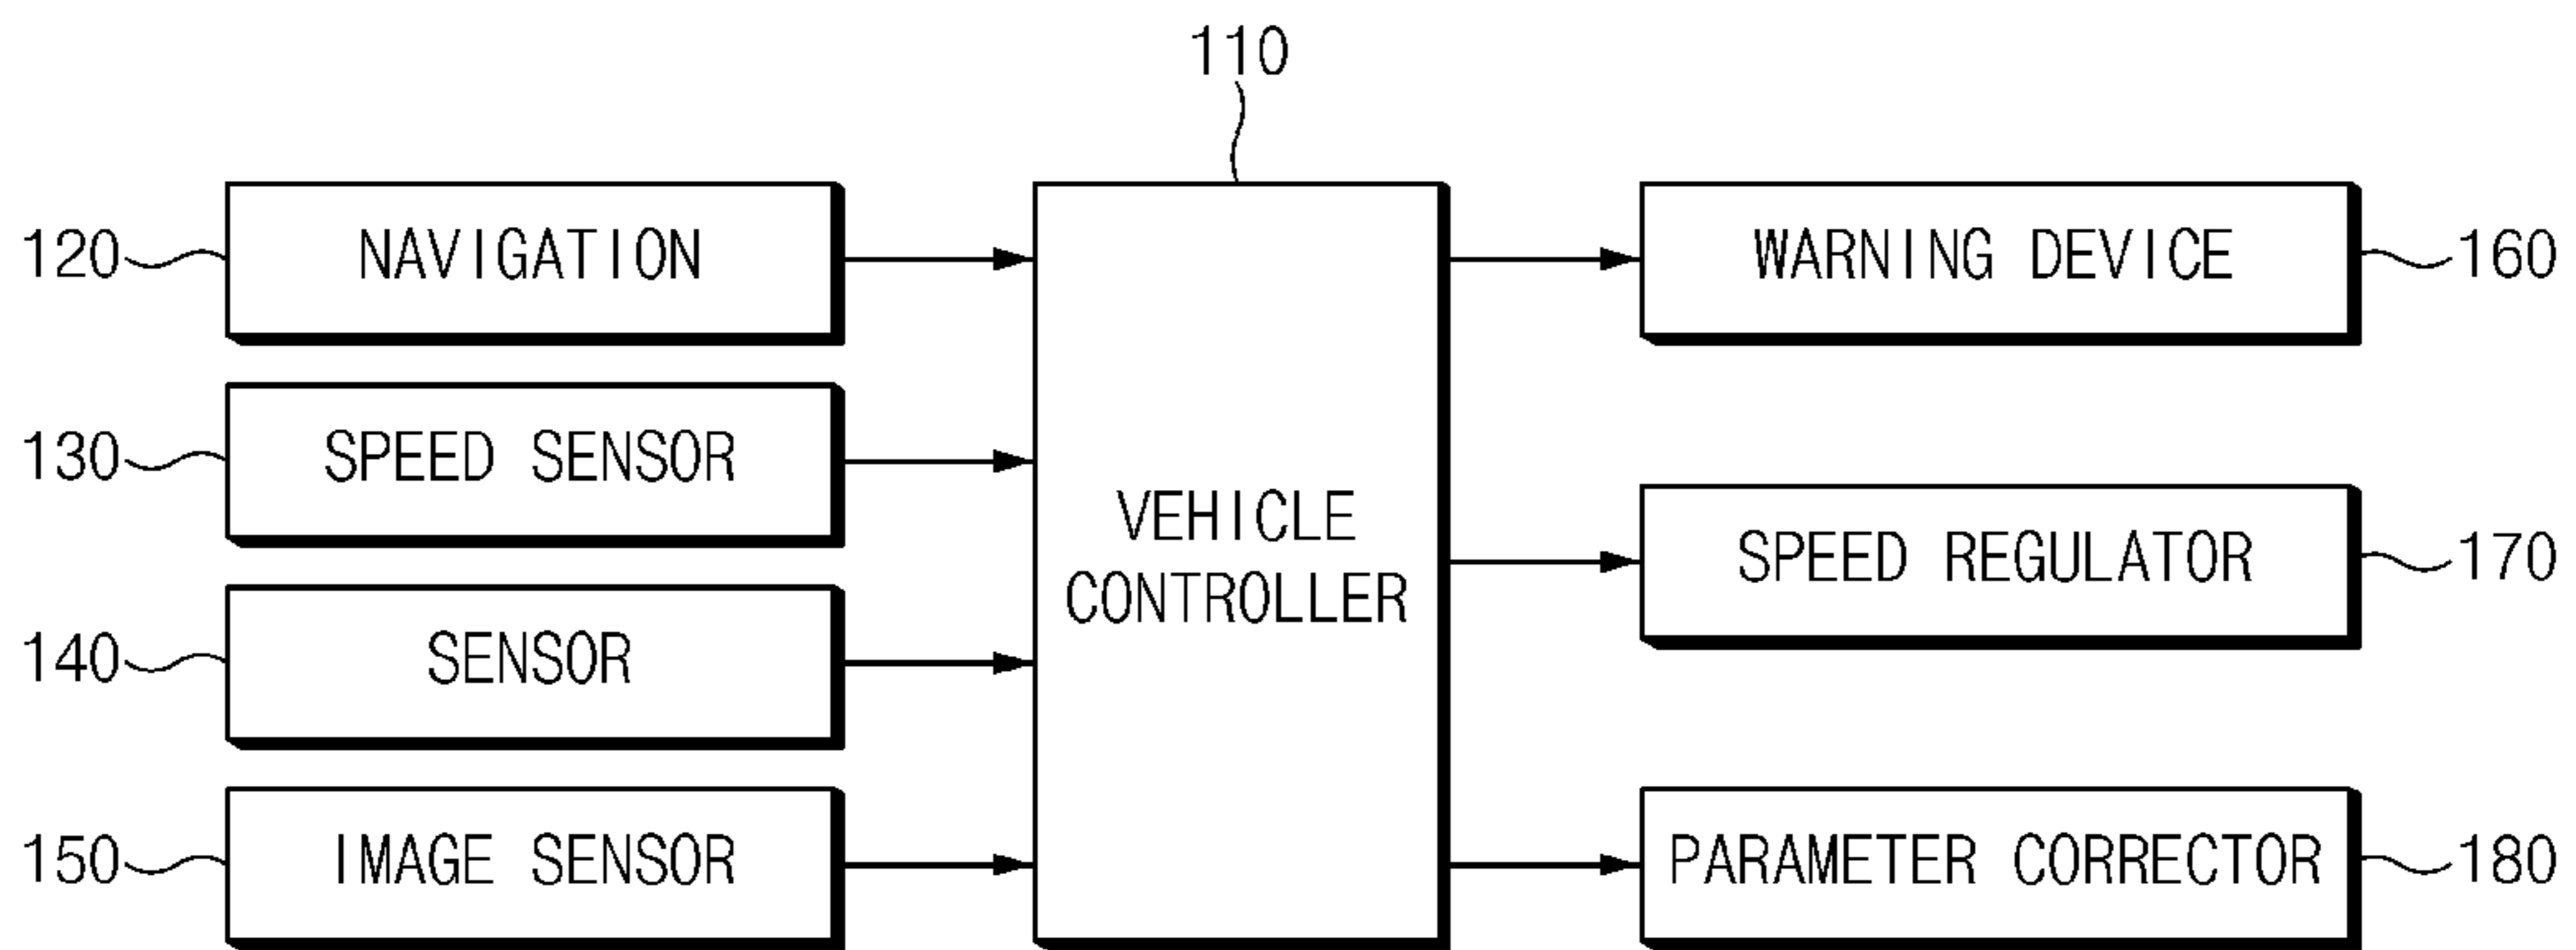 110
120 NAVIGATION
WARNING DEVICE 160
130 SPEED SENSOR
VEHICLE
CONTROLLER
SPEED REGULATOR 170
140 SENSOR
150 IMAGE SENSOR
PARAMETER CORRECTOR 180